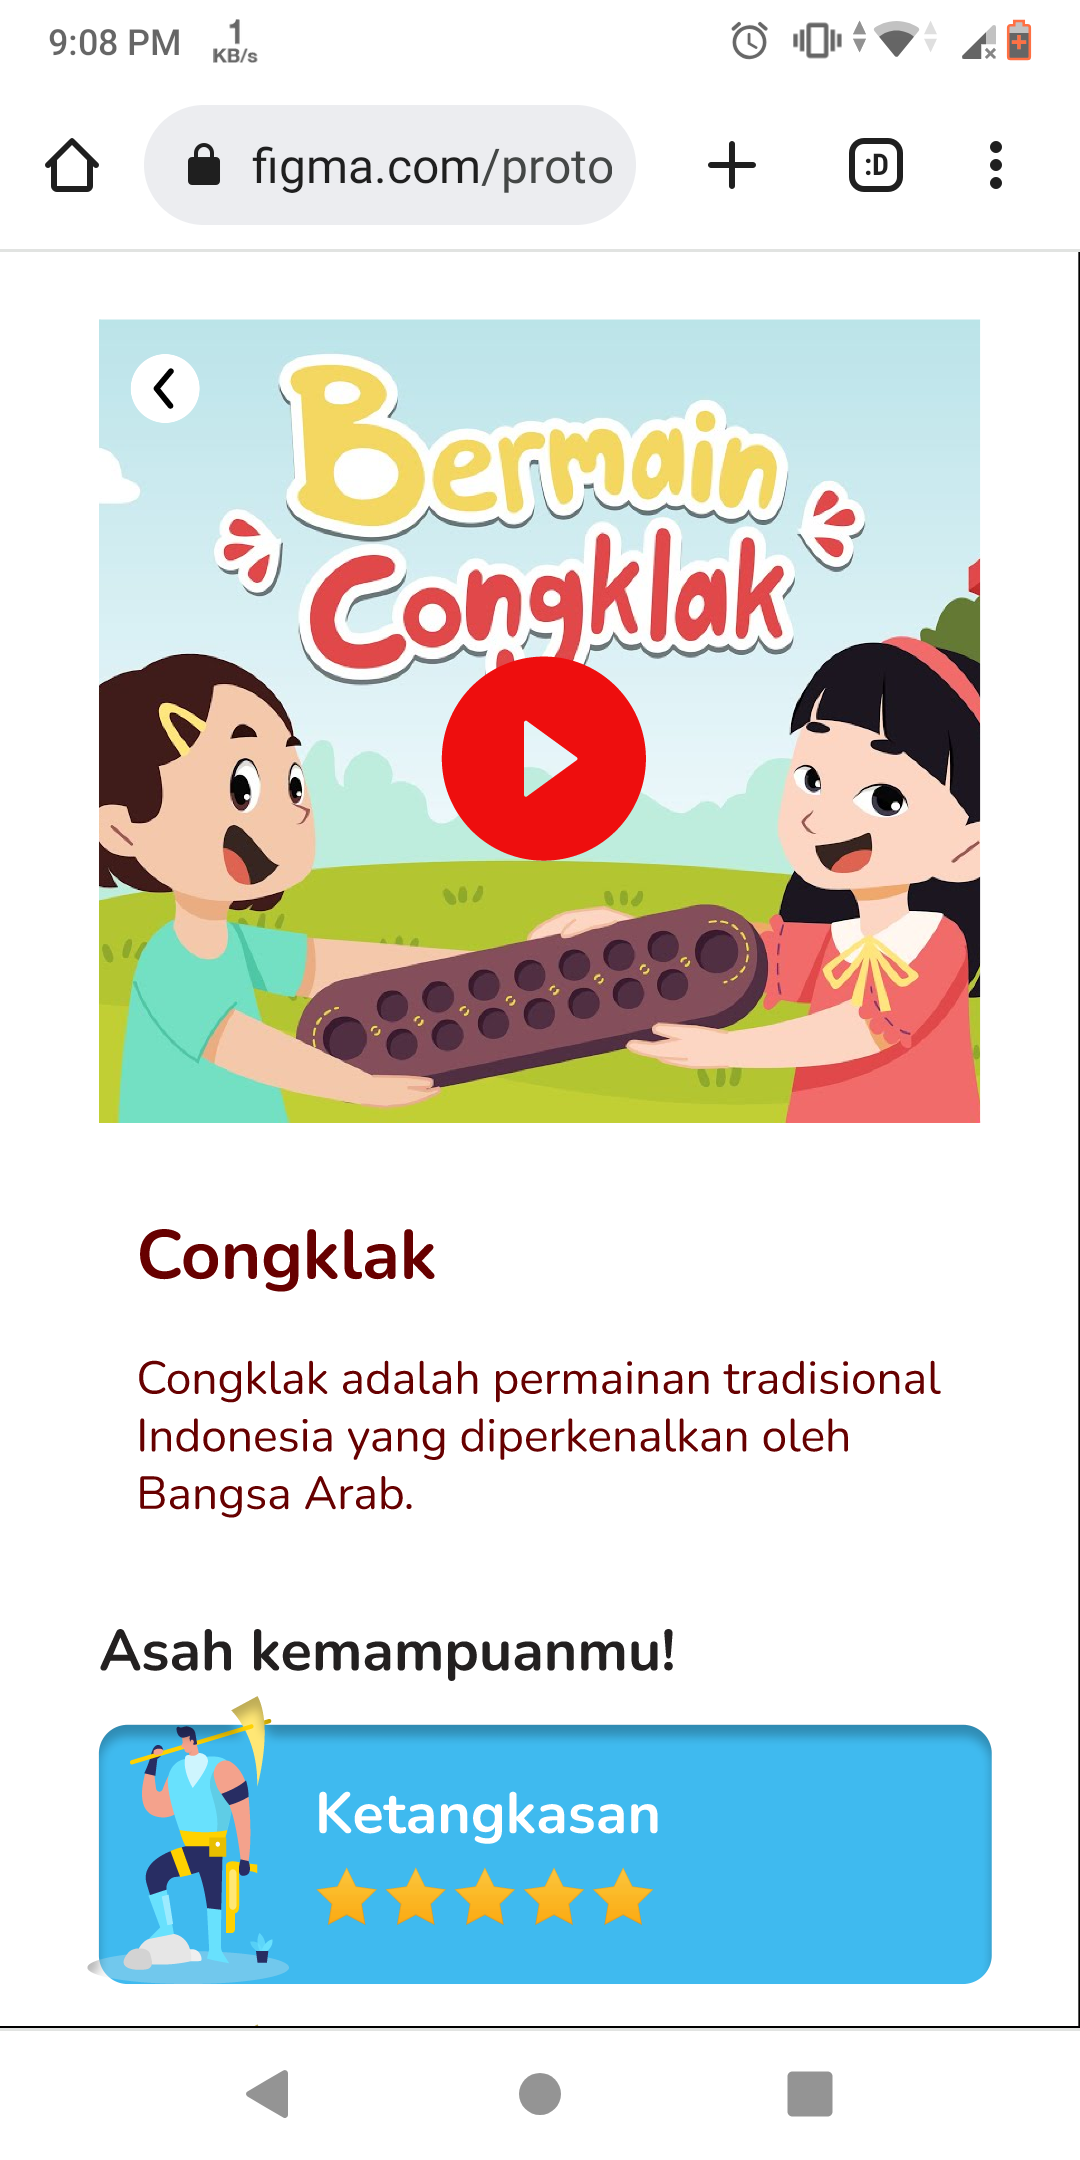 9:08 PM
1
KB/s
figma.com/proto
:D
Bermain
Congklak
Congklak
Congklak adalah permainan tradisional
Indonesia yang diperkenalkan oleh
Bangsa Arab.
Asah kemampuanmu!
Ketangkasan